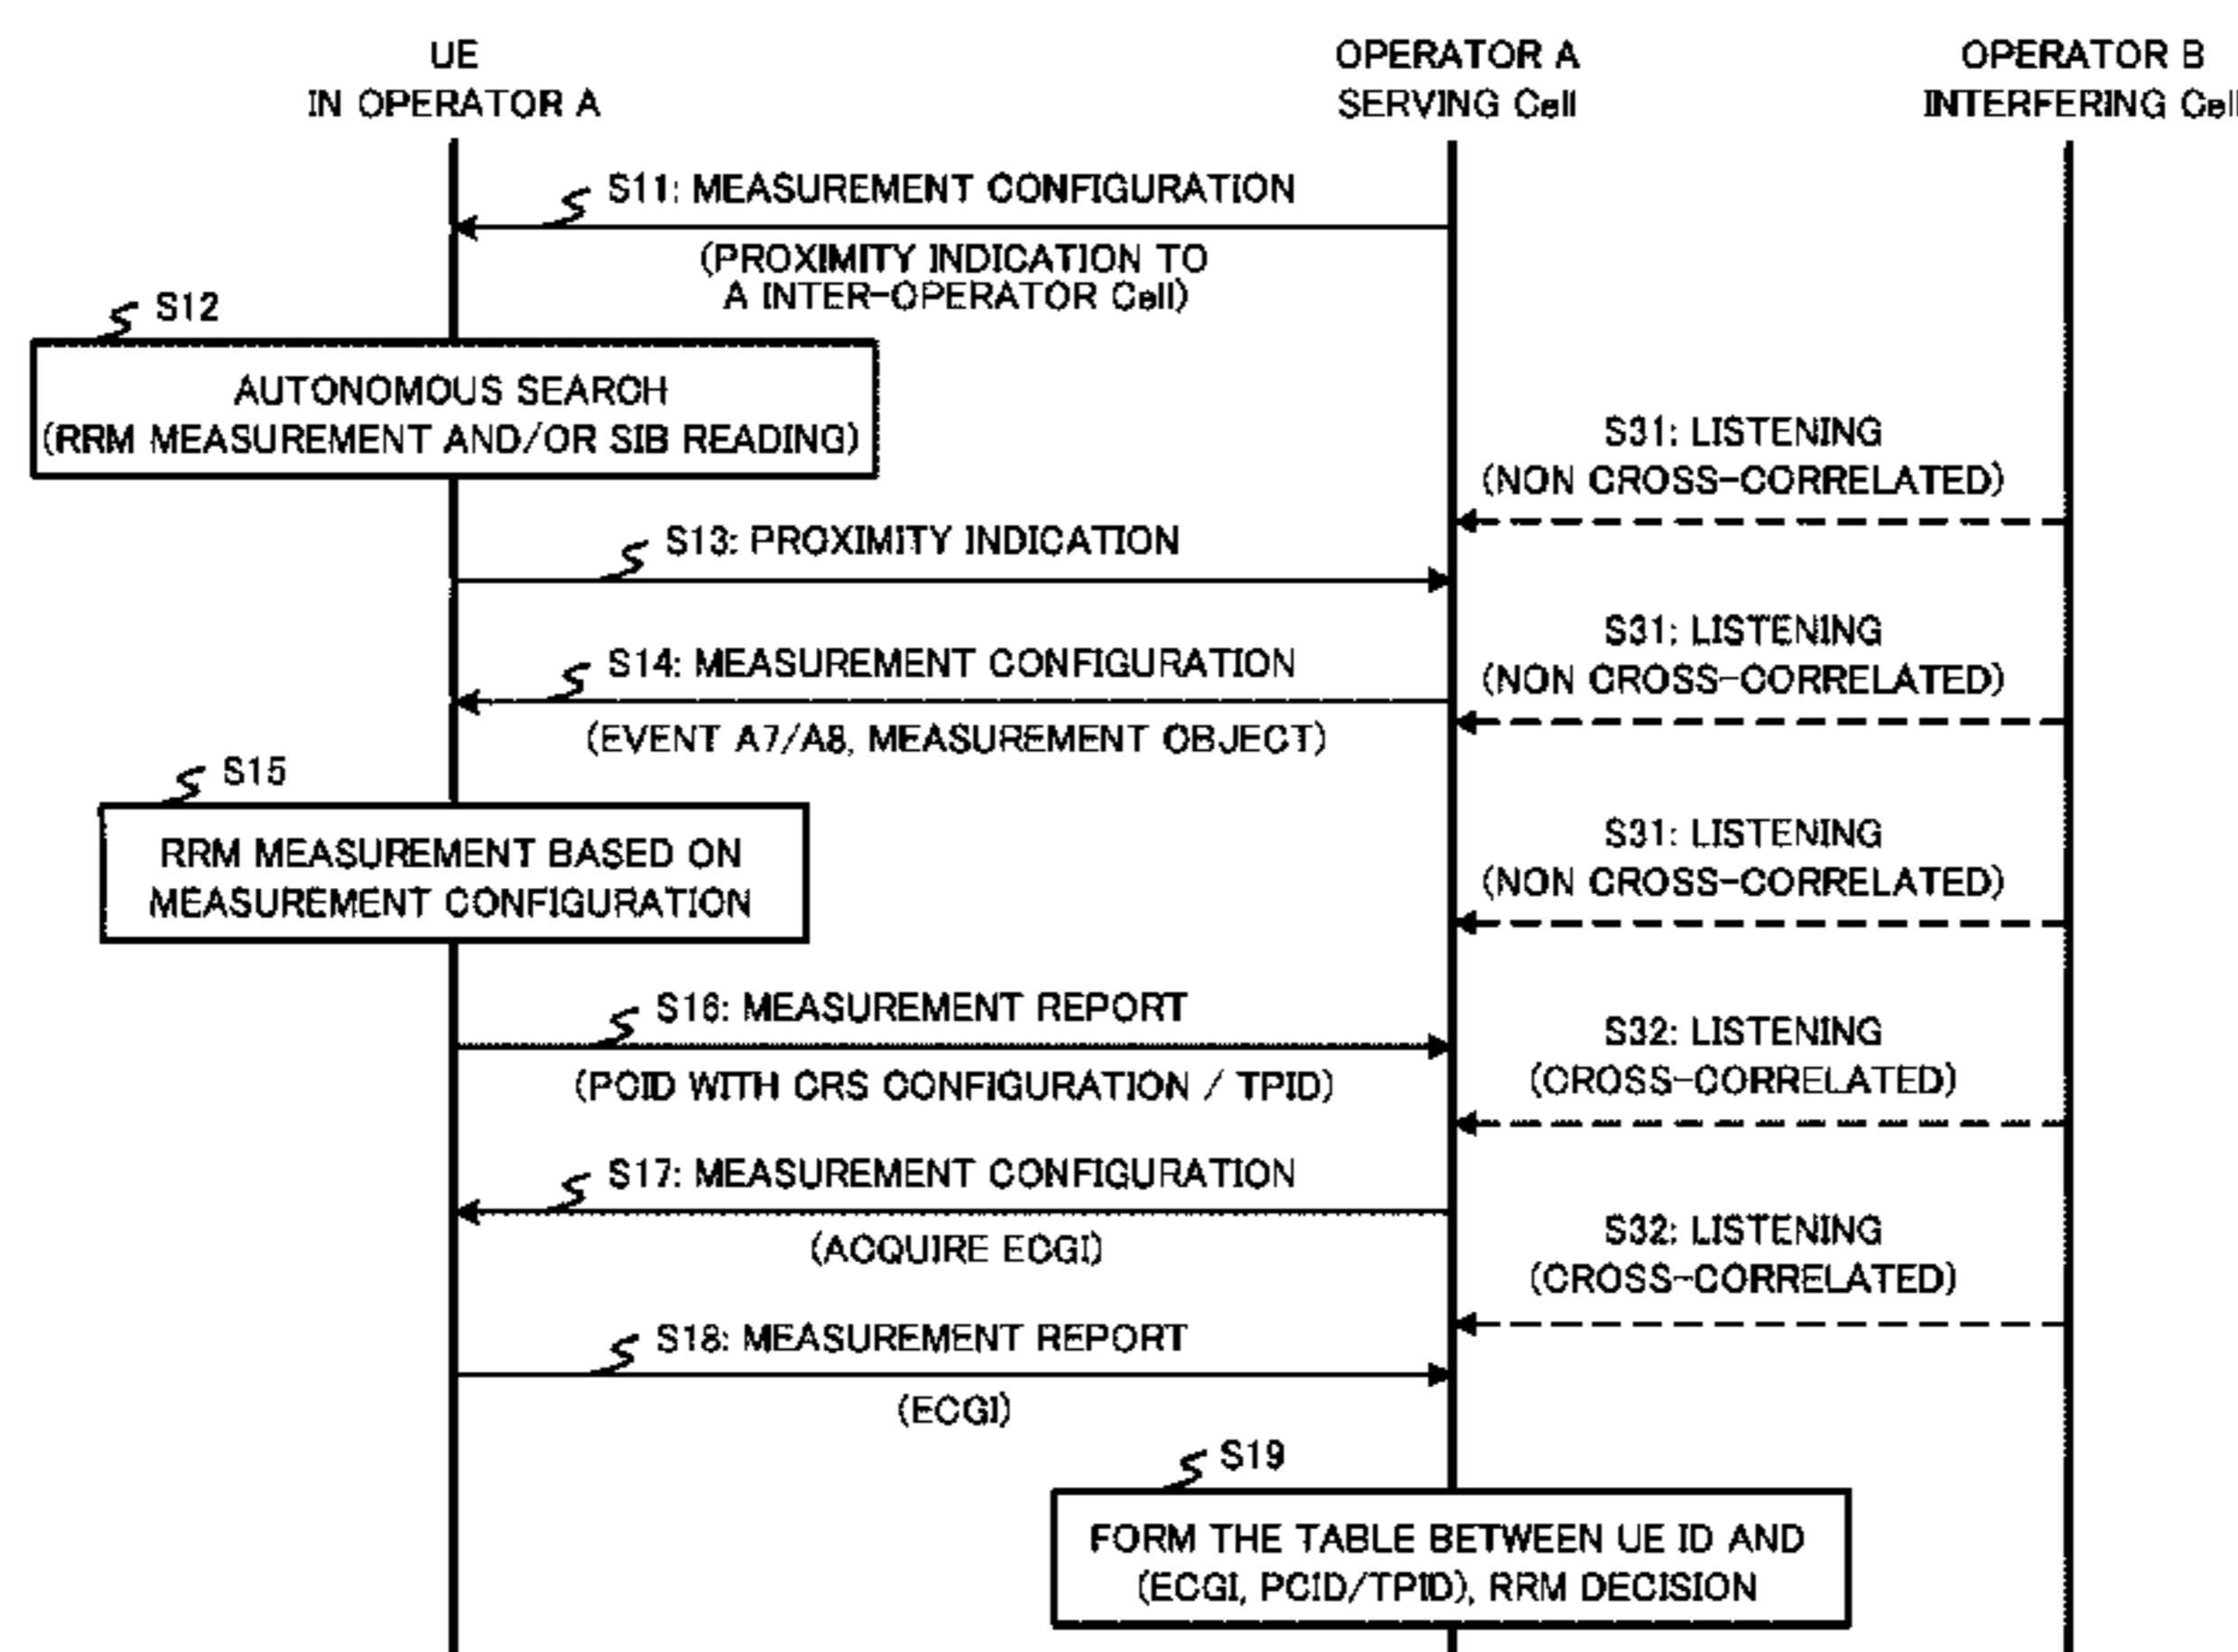 UE
IN OPERATOR A
OPERATOR A
SERVING Cell
OPERATOR B
INTERFERING Cell
S11: MEASUREMENT CONFIGURATION
(PROXIMITY INDICATION TO
A INTER-OPERATOR Cell)
S12
AUTONOMOUS SEARCH
(RRM MEASUREMENT AND/OR SIB READING)
S31: LISTENING
(NON CROSS-CORRELATED)
S13: PROXIMITY INDICATION
S31: LISTENING
(NON CROSS-CORRELATED)
S14: MEASUREMENT CONFIGURATION
(EVENT A7/A8, MEASUREMENT OBJECT)
S15
RRM MEASUREMENT BASED ON
MEASUREMENT CONFIGURATION
S31: LISTENING
(NON CROSS-CORRELATED)
S16: MEASUREMENT REPORT
(PCID WITH CRS CONFIGURATION / TPID)
S32: LISTENING
(CROSS-CORRELATED)
S17: MEASUREMENT CONFIGURATION
(ACQUIRE ECGI)
S32: LISTENING
(CROSS-CORRELATED)
S18: MEASUREMENT REPORT
(ECGI)
S19
FORM THE TABLE BETWEEN UE ID AND
(ECGI, PCID/TPID), RRM DECISION